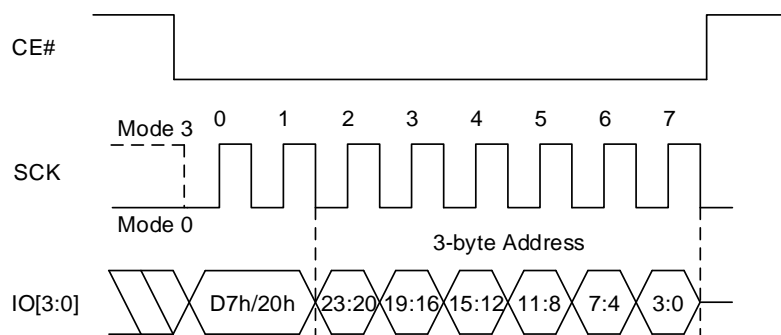 CE#
Mode 3
0 1 2 3 4 5 6 7
SCK
Mode 0
3-byte Address
IO[3:0]
D7h/20h 23:20 19:16 15:12 11:8 7:4 3:0